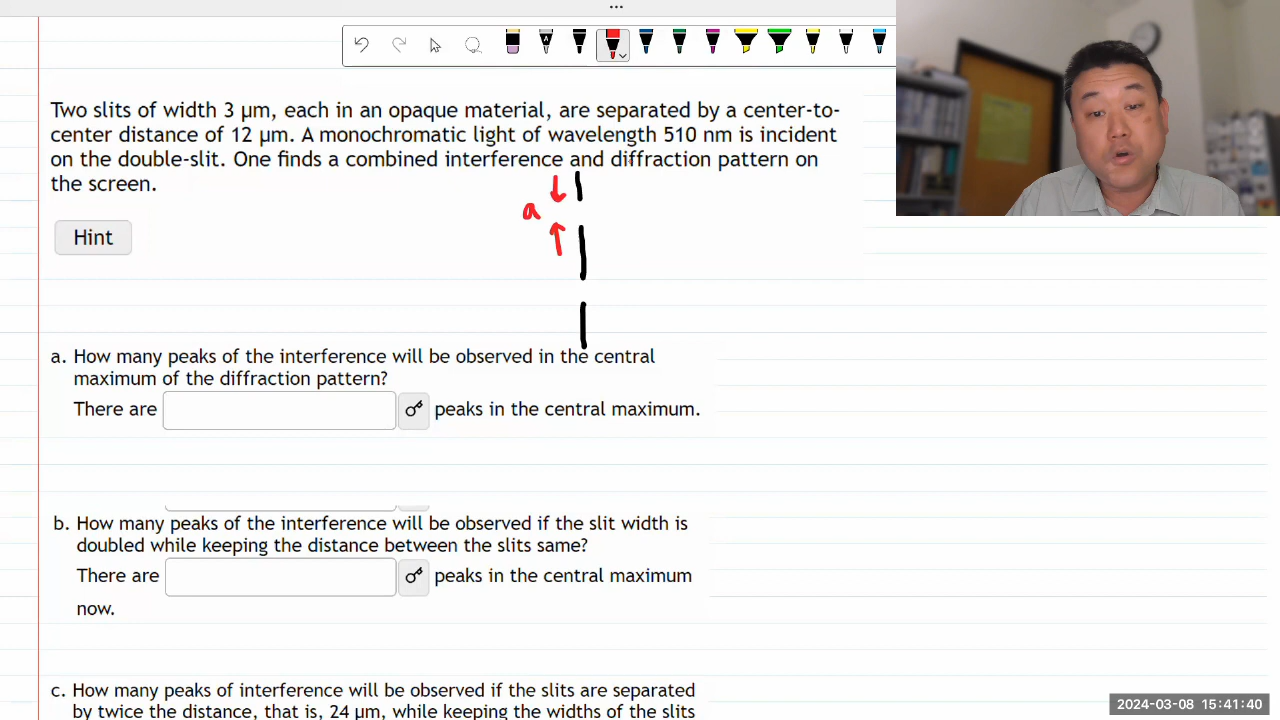 Two slits of width 3 µm, each in an opaque material, are separated by a center-to-
center distance of 12 µm. A monochromatic light of wavelength 510 nm is incident
on the double-slit. One finds a combined interference and diffraction pattern on
the screen.
a
Hint
a. How many peaks of the interference will be observed in the central
maximum of the diffraction pattern?
There are
peaks in the central maximum.
b. How many peaks of the interference will be observed if the slit width is
doubled while keeping the distance between the slits same?
There are
peaks in the central maximum
now.
c. How many peaks of interference will be observed if the slits are separated
by twice the distance, that is, 24 µm, while keeping the widths of the slits
2024-03-08 15:41:40